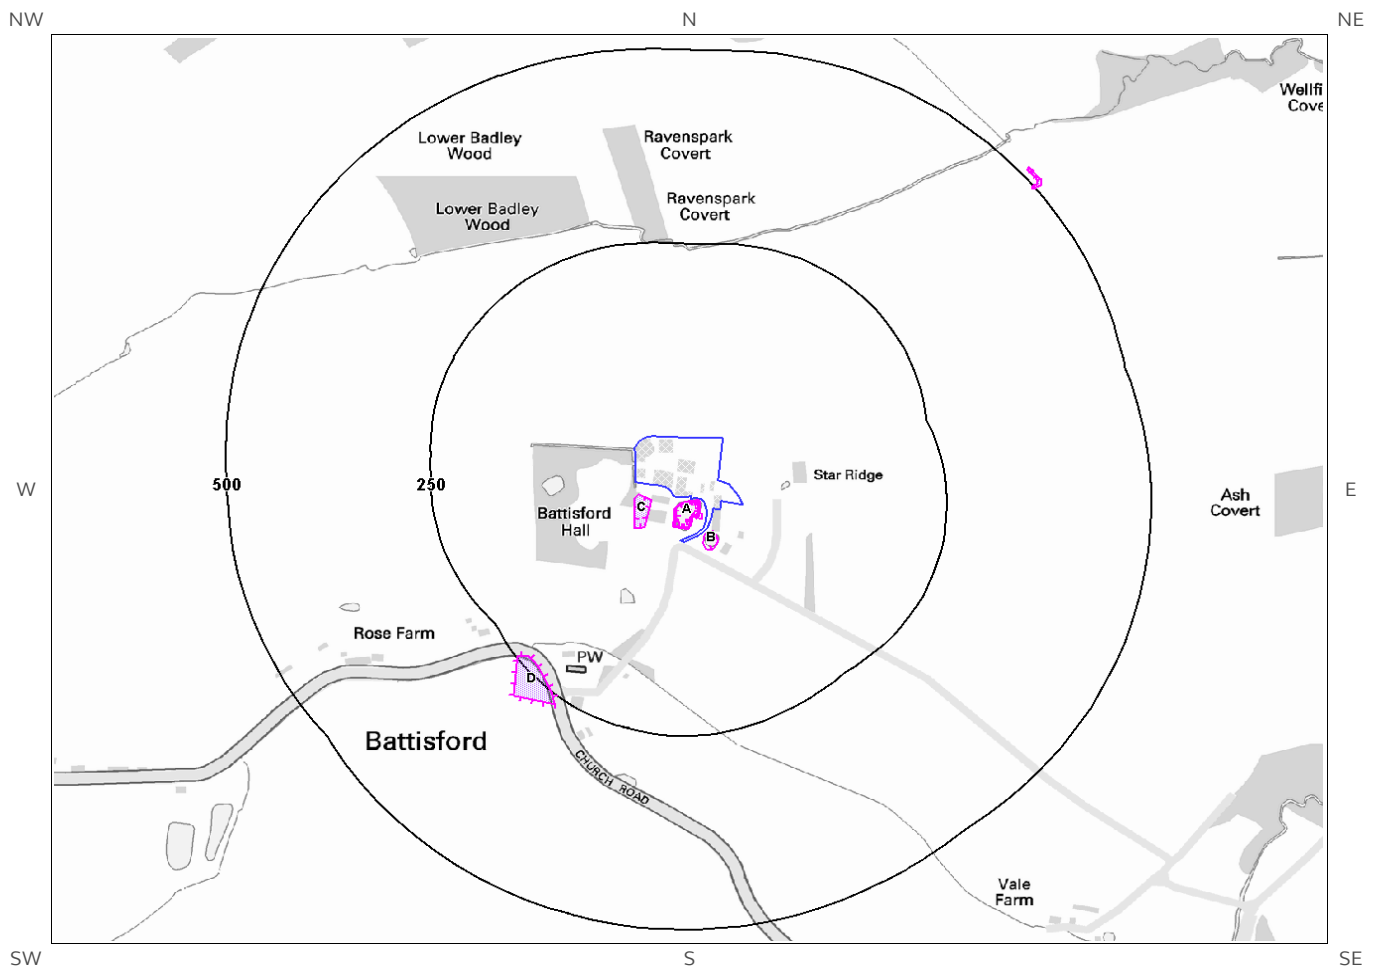 NW
N
NE
Wellfi
Cove
Lower Badley
Wood
Ravenspark
Covert
Lower Badley
Wood
Ravenspark
Covert
Star Ridge
500
250
W
E
Ash
Covert
C
A
Battisford
Hall
B
Rose Farm
PW
D
Battisford
CHURCH ROAD
Vale
Farm
SW
S
SE